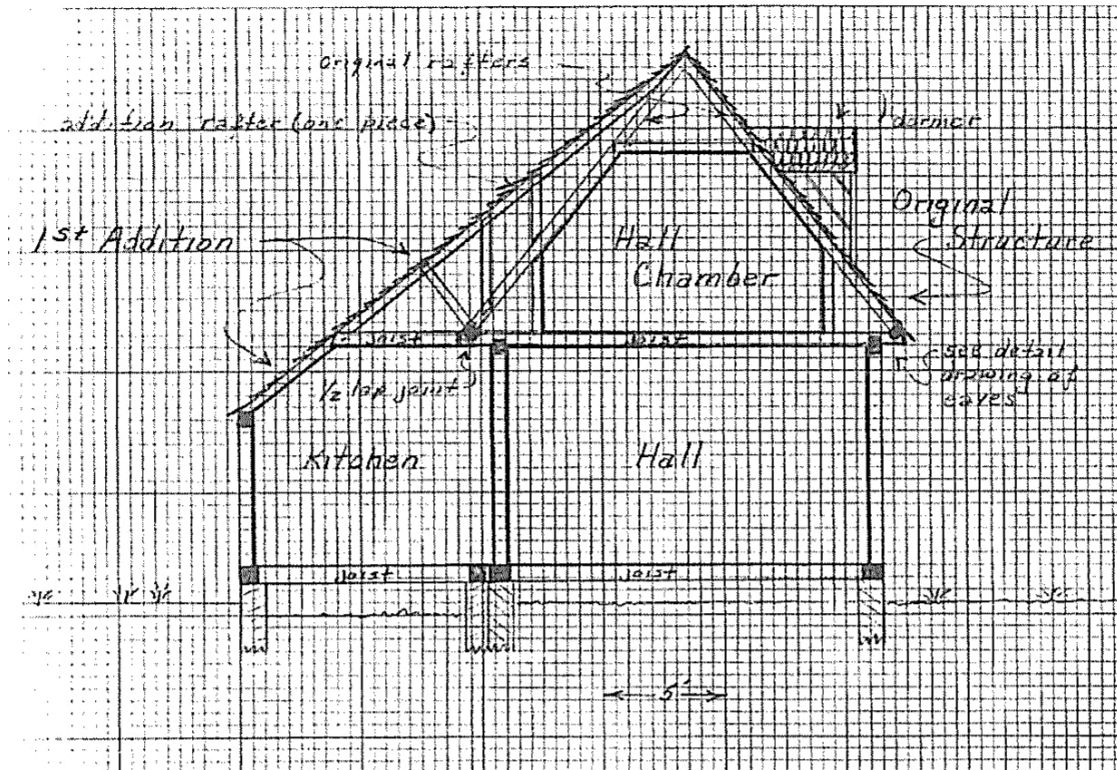 original rafters
addition rafter (one piece)
dormer
Original
Structure
1st Addition
Hall
Chamber
joist
joist
1/2 lap joint
see detail
drawing of
eaves
Kitchen
Hall
joist
joist
5'